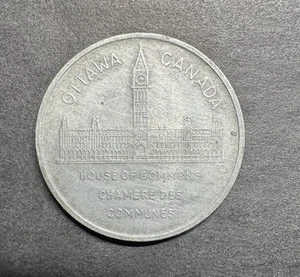 OTTAWA CANADA
HOUSE OF COMMONS
CHAMBRE DES
COMMUNES